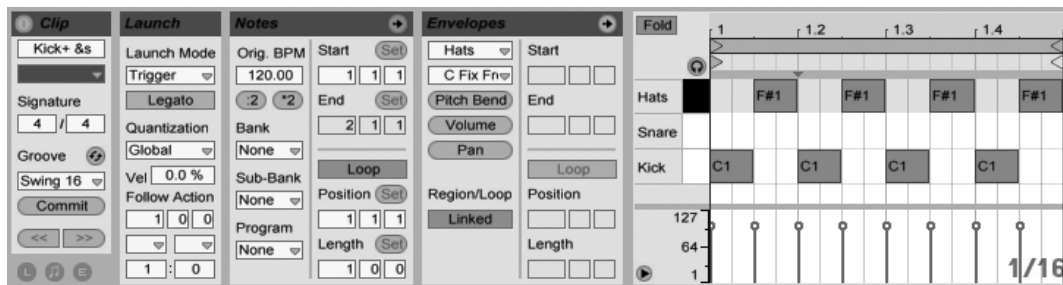 Clip
Kick+ &s
Signature
4 / 4
Groove
Swing 16
Commit
<< >>
L E
Launch
Launch Mode
Trigger
Legato
Quantization
Global
Vel 0.0 %
Follow Action
1 0 0
1 : 0
Notes
Orig. BPM
120.00
:2 *2
Bank
None
Sub-Bank
None
Program
None
Start Set
1 1 1
End Set
2 1 1
Loop
Position Set
1 1 1
Length Set
1 0 0
Envelopes
Hats
C Fix Fre
Pitch Bend
Volume
Pan
Region/Loop
Linked
Start
End
Loop
Position
Length
Fold
1 1.2 1.3 1.4
Hats F#1 F#1 F#1 F#1
Snare
Kick C1 C1 C1 C1
127
64
1
1/16